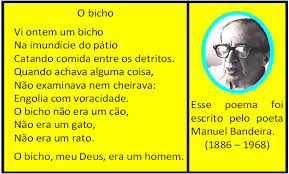 O bicho
Vi ontem um bicho
Na imundície do pátio
Catando comida entre os detritos.
Quando achava alguma coisa,
Não examinava nem cheirava:
Engolia com voracidade.
O bicho não era um cão,
Não era um gato,
Não era um rato.
O bicho, meu Deus, era um homem.
Esse poema foi
escrito pelo poeta
Manuel Bandeira.
(1886 – 1968)